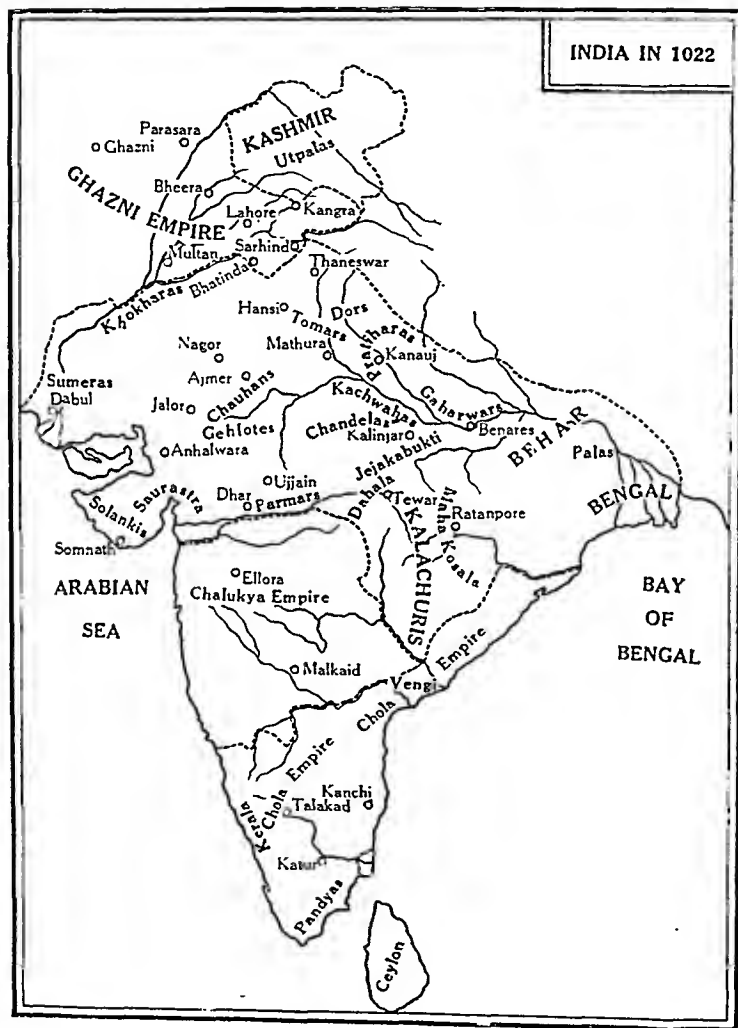 INDIA IN 1022
KASHMIR
Utpalas
Parasara
Ghazni
GHAZNI EMPIRE
Bheera
Lahore
Kangra
Multan
Sarhind
Bhatinda
Thaneswar
Khokharas
Hansi
Tomars
Dors
Pratiharas
Nagor
Mathura
Kanauj
Ajmer
Chauhans
Sumeras
Dabul
Jalor
Gehlotes
Kachwahas
Gaharwars
Chandelas
Kalinjar
Benares
BEHAR
Anhalwara
Jejakabukti
Palas
BENGAL
Ujjain
Dhar
Parmars
Dahala
Tewar
Maha Kosala
Ratanpore
Saurastra
Solankis
Somnath
KALACHURIS
ARABIAN
SEA
Ellora
Chalukya Empire
BAY
OF
BENGAL
Malkaid
Vengi
Chola Empire
Chola Empire
Kanchi
Talakad
Kerala
Karur
Pandyas
Ceylon